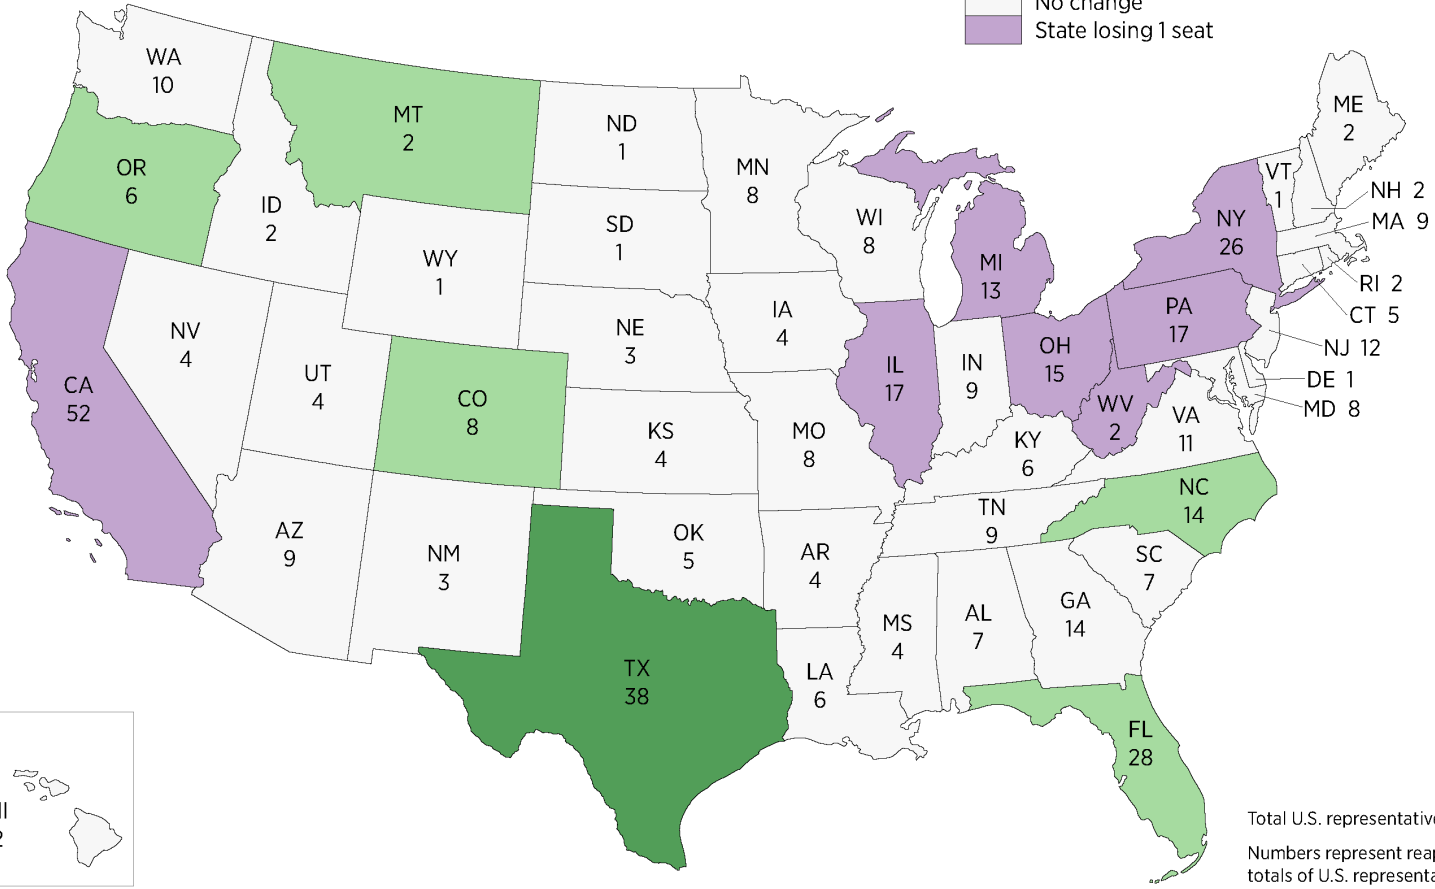 No change
State losing 1 seat
WA
10
MT
2
ND
1
MN
8
ME
2
OR
6
ID
2
SD
1
WI
8
VT
1
NH 2
MA 9
NY
26
WY
1
MI
13
RI 2
CT 5
PA
17
NJ 12
NV
4
NE
3
IA
4
OH
15
IN
9
IL
17
DE 1
MD 8
CA
52
UT
4
CO
8
WV
2
VA
11
KS
4
MO
8
KY
6
NC
14
TN
9
AZ
9
NM
3
OK
5
AR
4
SC
7
GA
14
AL
7
MS
4
TX
38
LA
6
FL
28
2
Total U.S.
Numbers represent
totals of U.S.